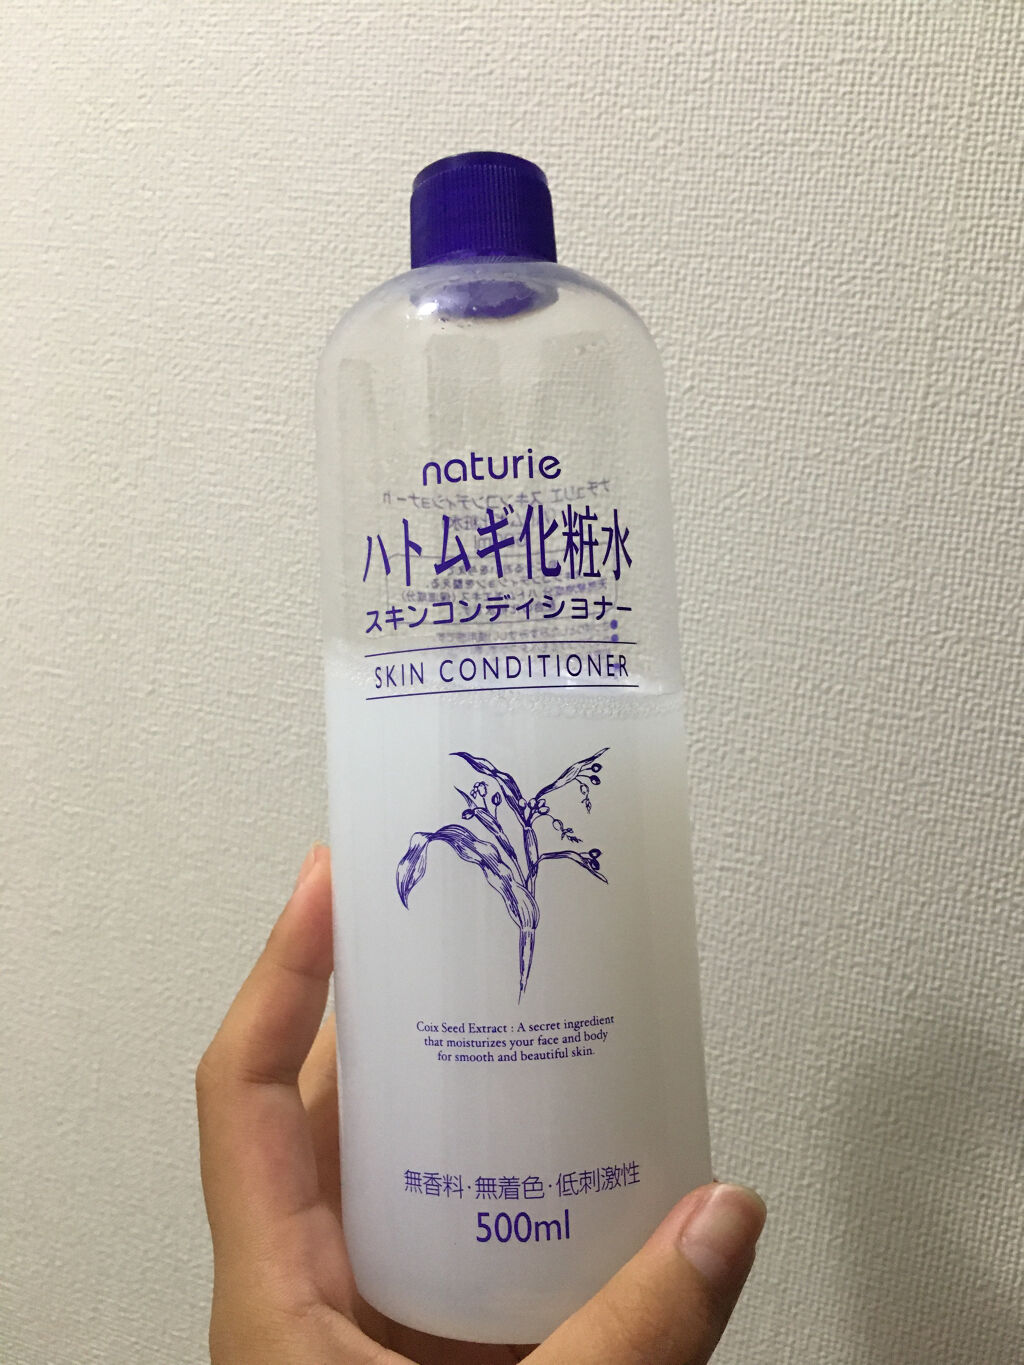 naturie
ハトムギ化粧水
スキンコンディショナー
SKIN CONDITIONER
Coix Seed Extract : A secret ingredient
that moisturizes your face and body
for smooth and beautiful skin.
無香料・無着色・低刺激性
500ml